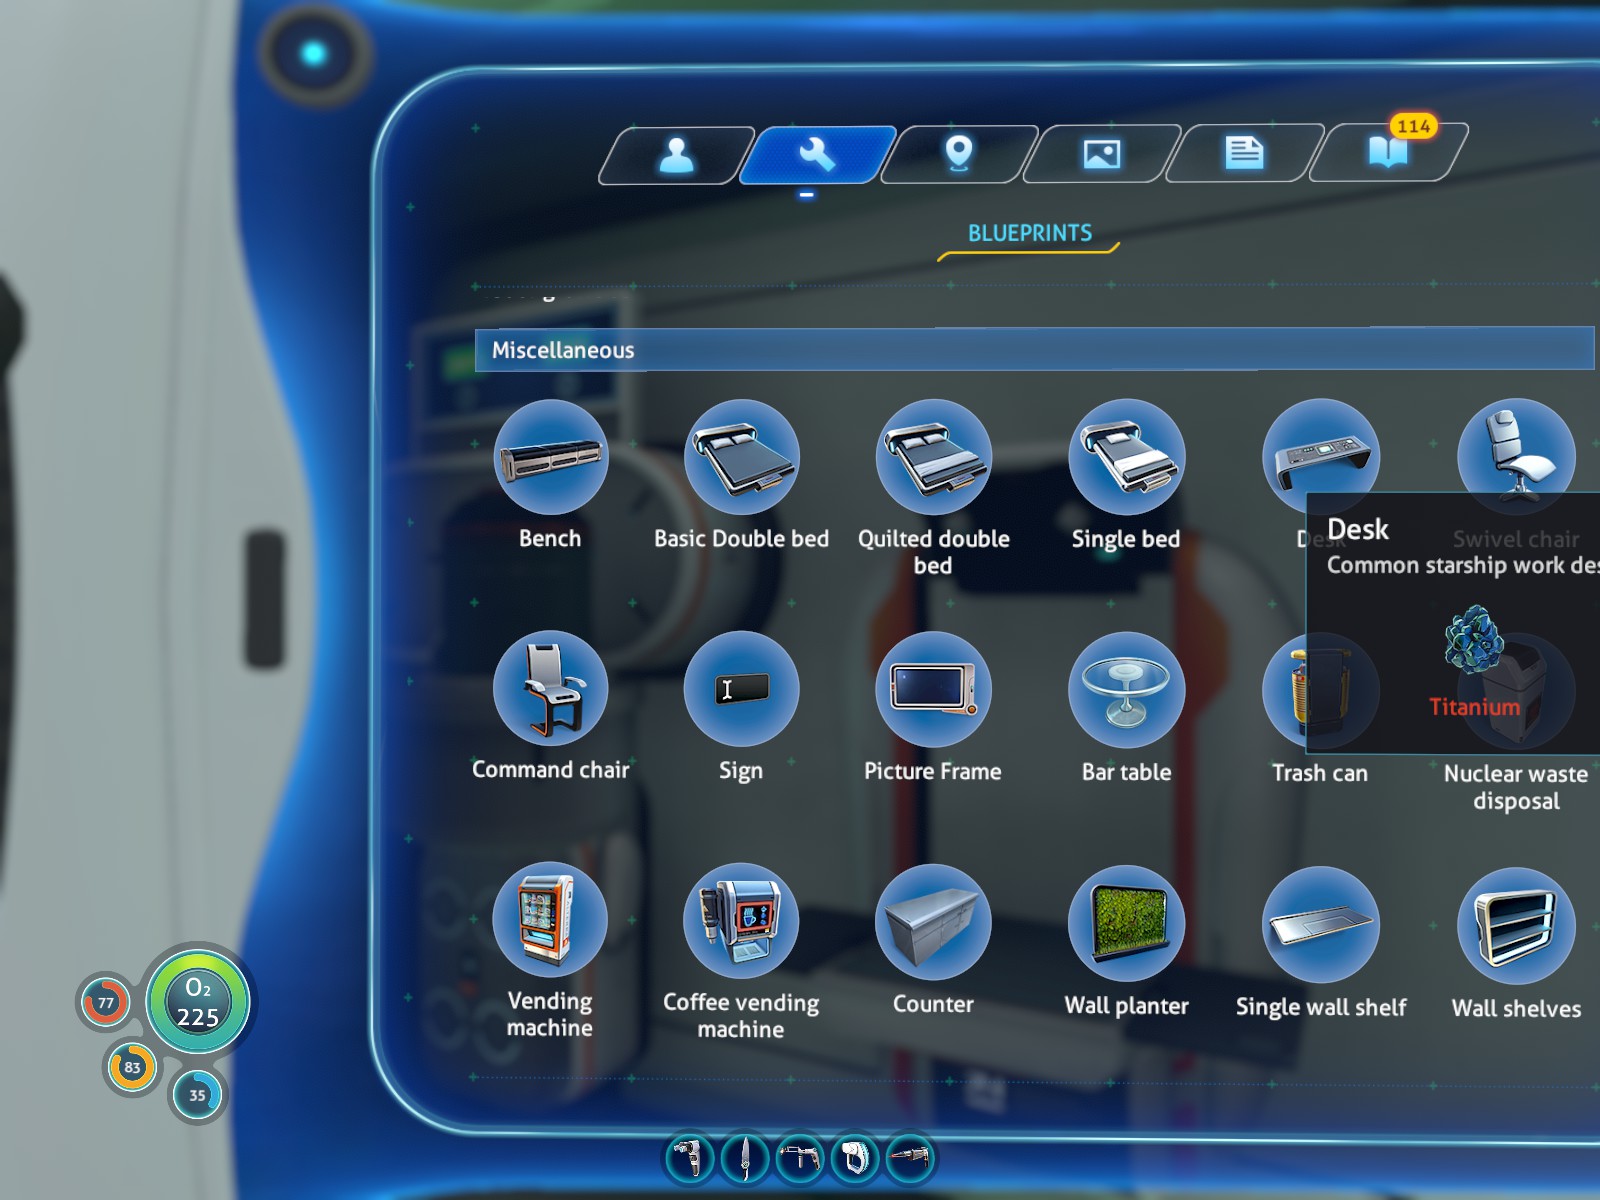 114
BLUEPRINTS
Miscellaneous
Bench
Basic Double bed
Quilted double
bed
Single bed
Desk
Swivel chair
Desk
Common starship work des
Titanium
Command chair
Sign
Picture Frame
Bar table
Trash can
Nuclear waste
disposal
Vending
machine
Coffee vending
machine
Counter
Wall planter
Single wall shelf
Wall shelves
77
O₂
225
83
35